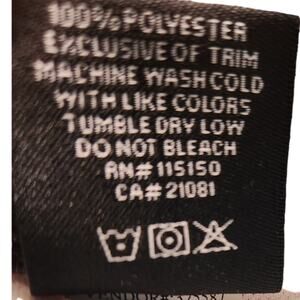 100% POLYESTER
EXCLUSIVE OF TRIM
MACHINE WASH COLD
WITH LIKE COLORS
TUMBLE DRY LOW
DO NOT BLEACH
RN# 115150
CA# 21081